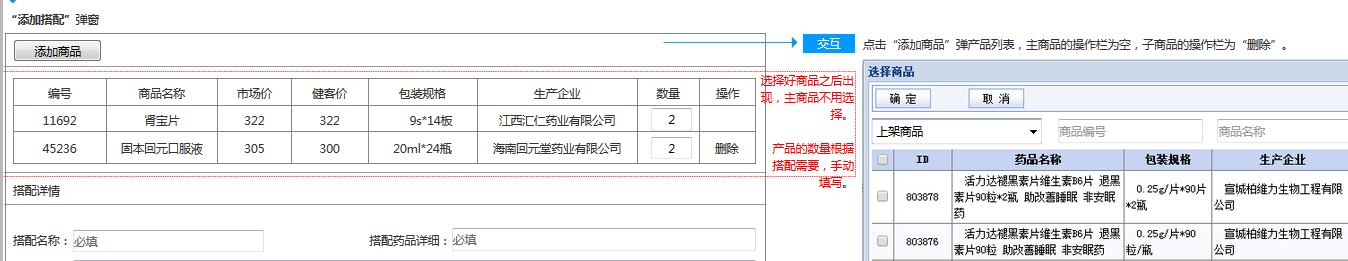 “添加搭配”弹窗
添加商品
编号 商品名称 市场价 健客价 包装规格 生产企业 数量 操作
11692 肾宝片 322 322 9s*14板 江西汇仁药业有限公司 2
45236 固本回元口服液 305 300 20ml*24瓶 海南回元堂药业有限公司 2 删除
搭配详情
搭配名称： 必填 搭配药品详细： 必填
选择好商品之后出
现，主商品不用选
择。
产品的数量根据
搭配需要，手动
填写。
交互
点击“添加商品”弹产品列表，主商品的操作栏为空，子商品的操作栏为“删除”。
选择商品
确 定 取 消
上架商品 商品编号 商品名称
ID 药品名称 包装规格 生产企业
803878 活力达褪黑素片维生素B6片 退黑
素片90粒*2瓶 助改善睡眠 非安眠
药
0.25g/片*90片
*2瓶
宣城柏维力生物工程有限
公司
803876 活力达褪黑素片维生素B6片 退黑
素片90粒 助改善睡眠 非安眠药
0.25g/片*90
粒/瓶
宣城柏维力生物工程有限
公司